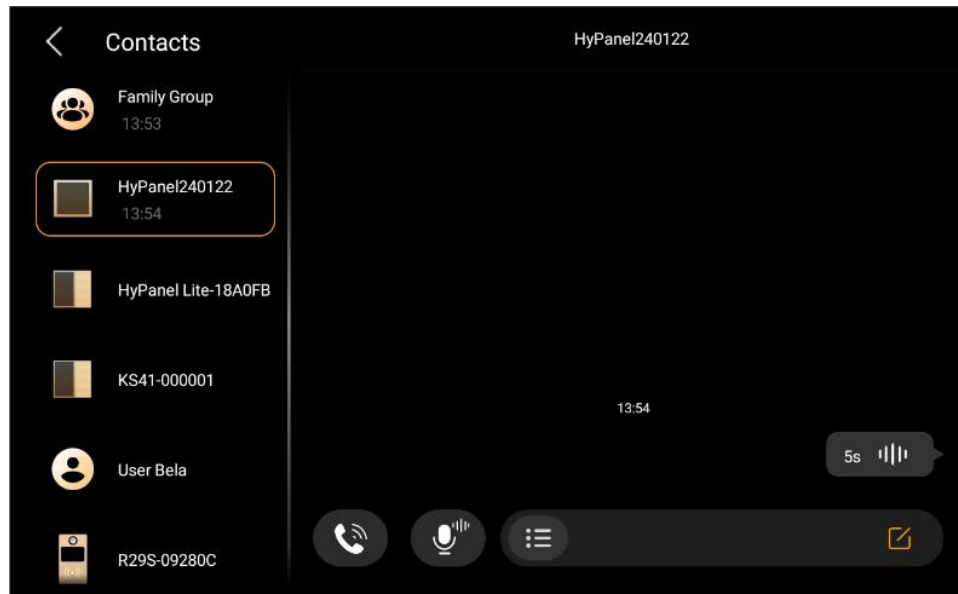 Contacts
HyPanel240122
Family Group
13:53
HyPanel240122
13:54
HyPanel Lite-18A0FB
KS41-000001
User Bela
R29S-09280C
13:54
5s